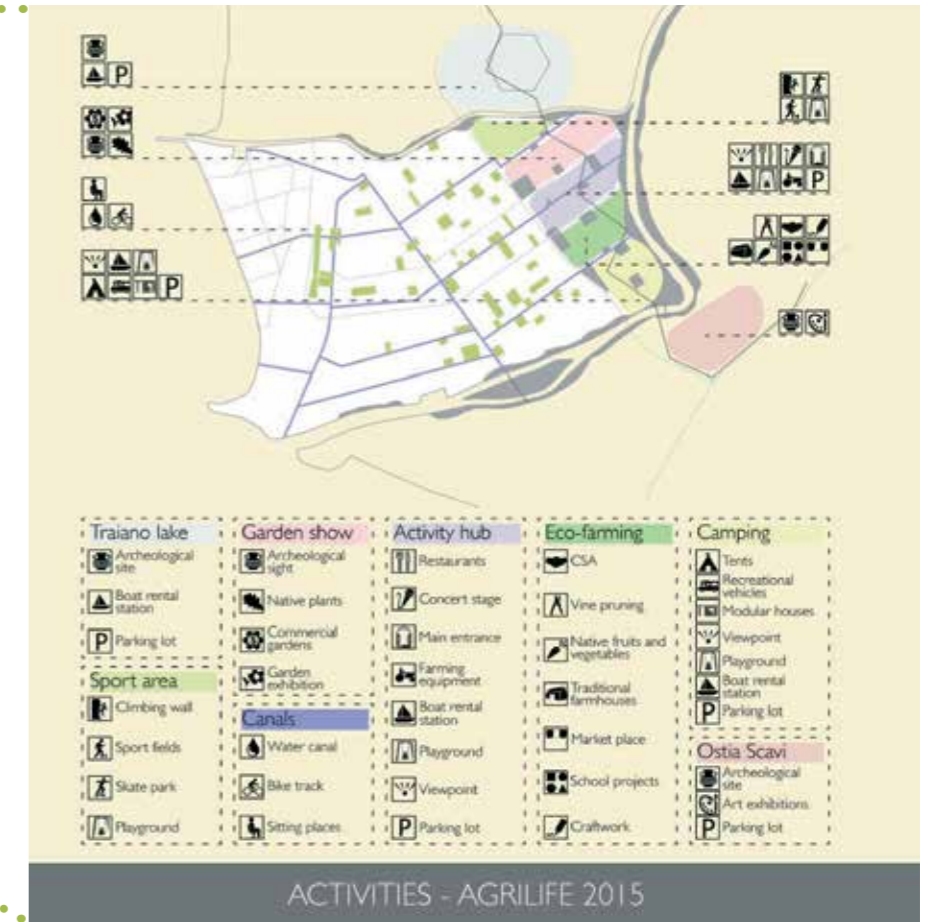 P
P
P
Traiano lake
Archeological
site
Boat rental
station
P Parking lot
Sport area
Climbing wall
Sport fields
Skate park
Playground
Garden show
Archeological
sight
Native plants
Commercial
gardens
Garden
exhibition
Canals
Water canal
Bike track
Sitting places
Activity hub
Restaurants
Concert stage
Main entrance
Farming
equipment
Boat rental
station
Playground
Viewpoint
P Parking lot
Eco-farming
CSA
Vine pruning
Native fruits and
vegetables
Traditional
farmhouses
Market place
School projects
Craftwork
Camping
Tents
Recreational
vehicles
Modular houses
Viewpoint
Playground
Boat rental
station
P Parking lot
Ostia Scavi
Archeological
site
Art exhibitions
P Parking lot
ACTIVITIES - AGRILIFE 2015